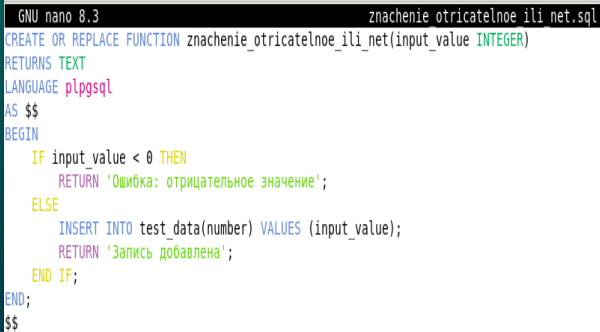 GNU nano 8.3 znachenie_otricatelnoe_ili_net.sql
CREATE OR REPLACE FUNCTION znachenie_otricatelnoe_ili_net(input_value INTEGER)
RETURNS TEXT
LANGUAGE plpgsql
AS $$
BEGIN
    IF input_value < 0 THEN
        RETURN 'Ошибка: отрицательное значение';
    ELSE
        INSERT INTO test_data(number) VALUES (input_value);
        RETURN 'Запись добавлена';
    END IF;
END;
$$